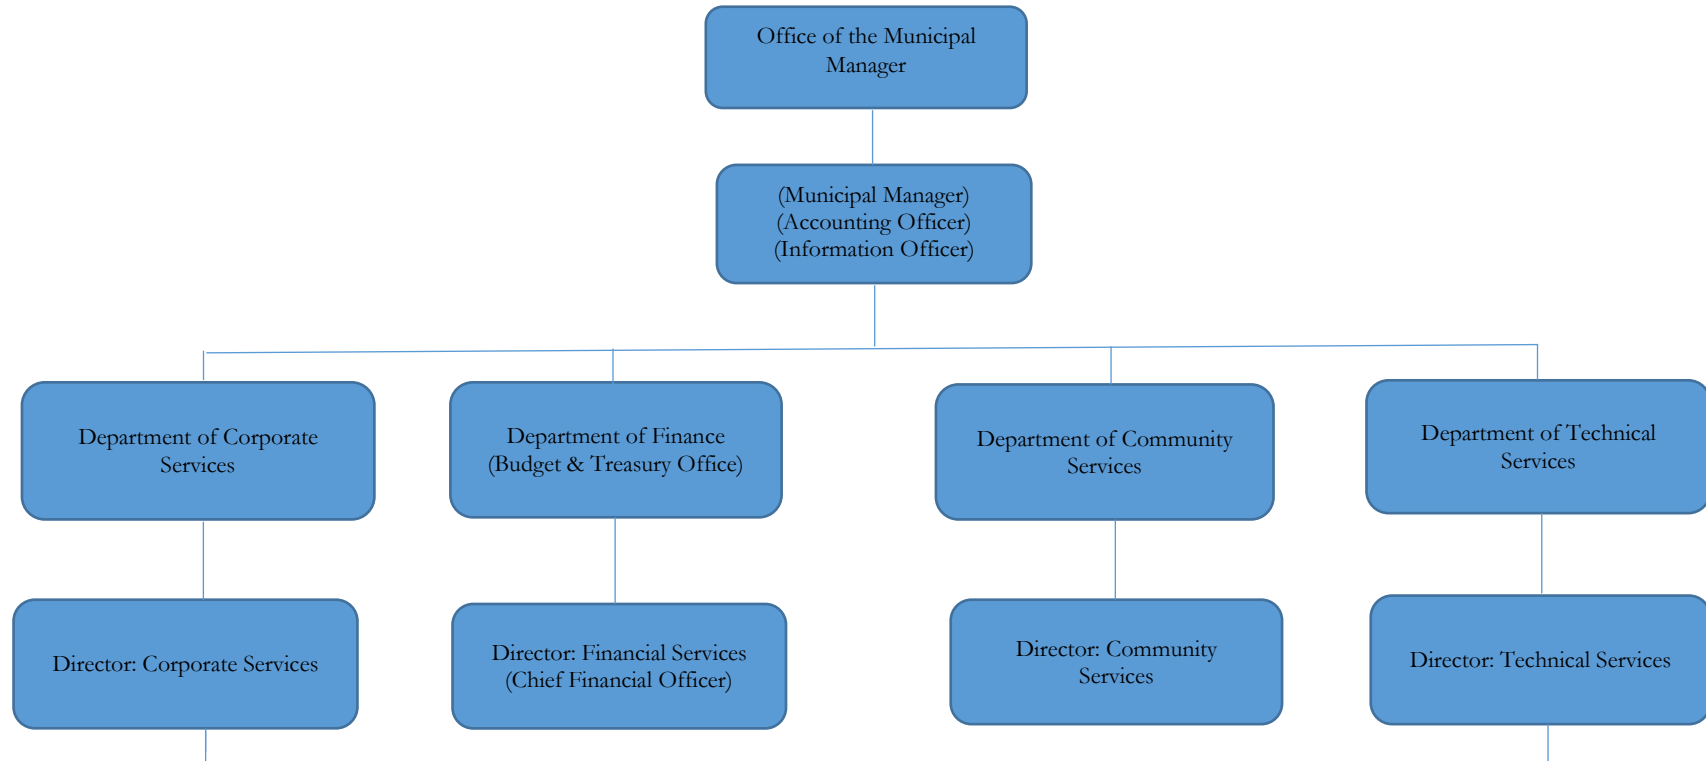 Office of the Municipal
Manager
(Municipal Manager)
(Accounting Officer)
(Information Officer)
Department of Corporate
Services
Department of Finance
(Budget & Treasury Office)
Department of Community
Services
Department of Technical
Services
Director: Corporate Services
Director: Financial Services
(Chief Financial Officer)
Director: Community
Services
Director: Technical Services